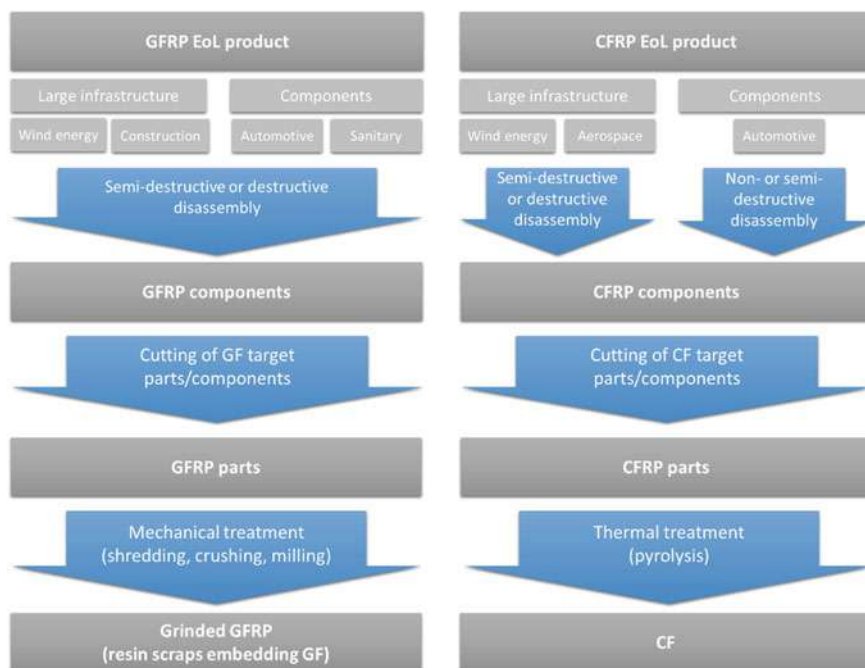 GFRP EoL product
Large infrastructure
Components
Wind energy
Construction
Automotive
Sanitary
Semi-destructive or destructive
disassembly
GFRP components
Cutting of GF target
parts/components
GFRP parts
Mechanical treatment
(shredding, crushing, milling)
Grinded GFRP
(resin scraps embedding GF)
CFRP EoL product
Large infrastructure
Components
Wind energy
Aerospace
Automotive
Semi-destructive
or destructive
disassembly
Non- or semi-
destructive
disassembly
CFRP components
Cutting of CF target
parts/components
CFRP parts
Thermal treatment
(pyrolysis)
CF